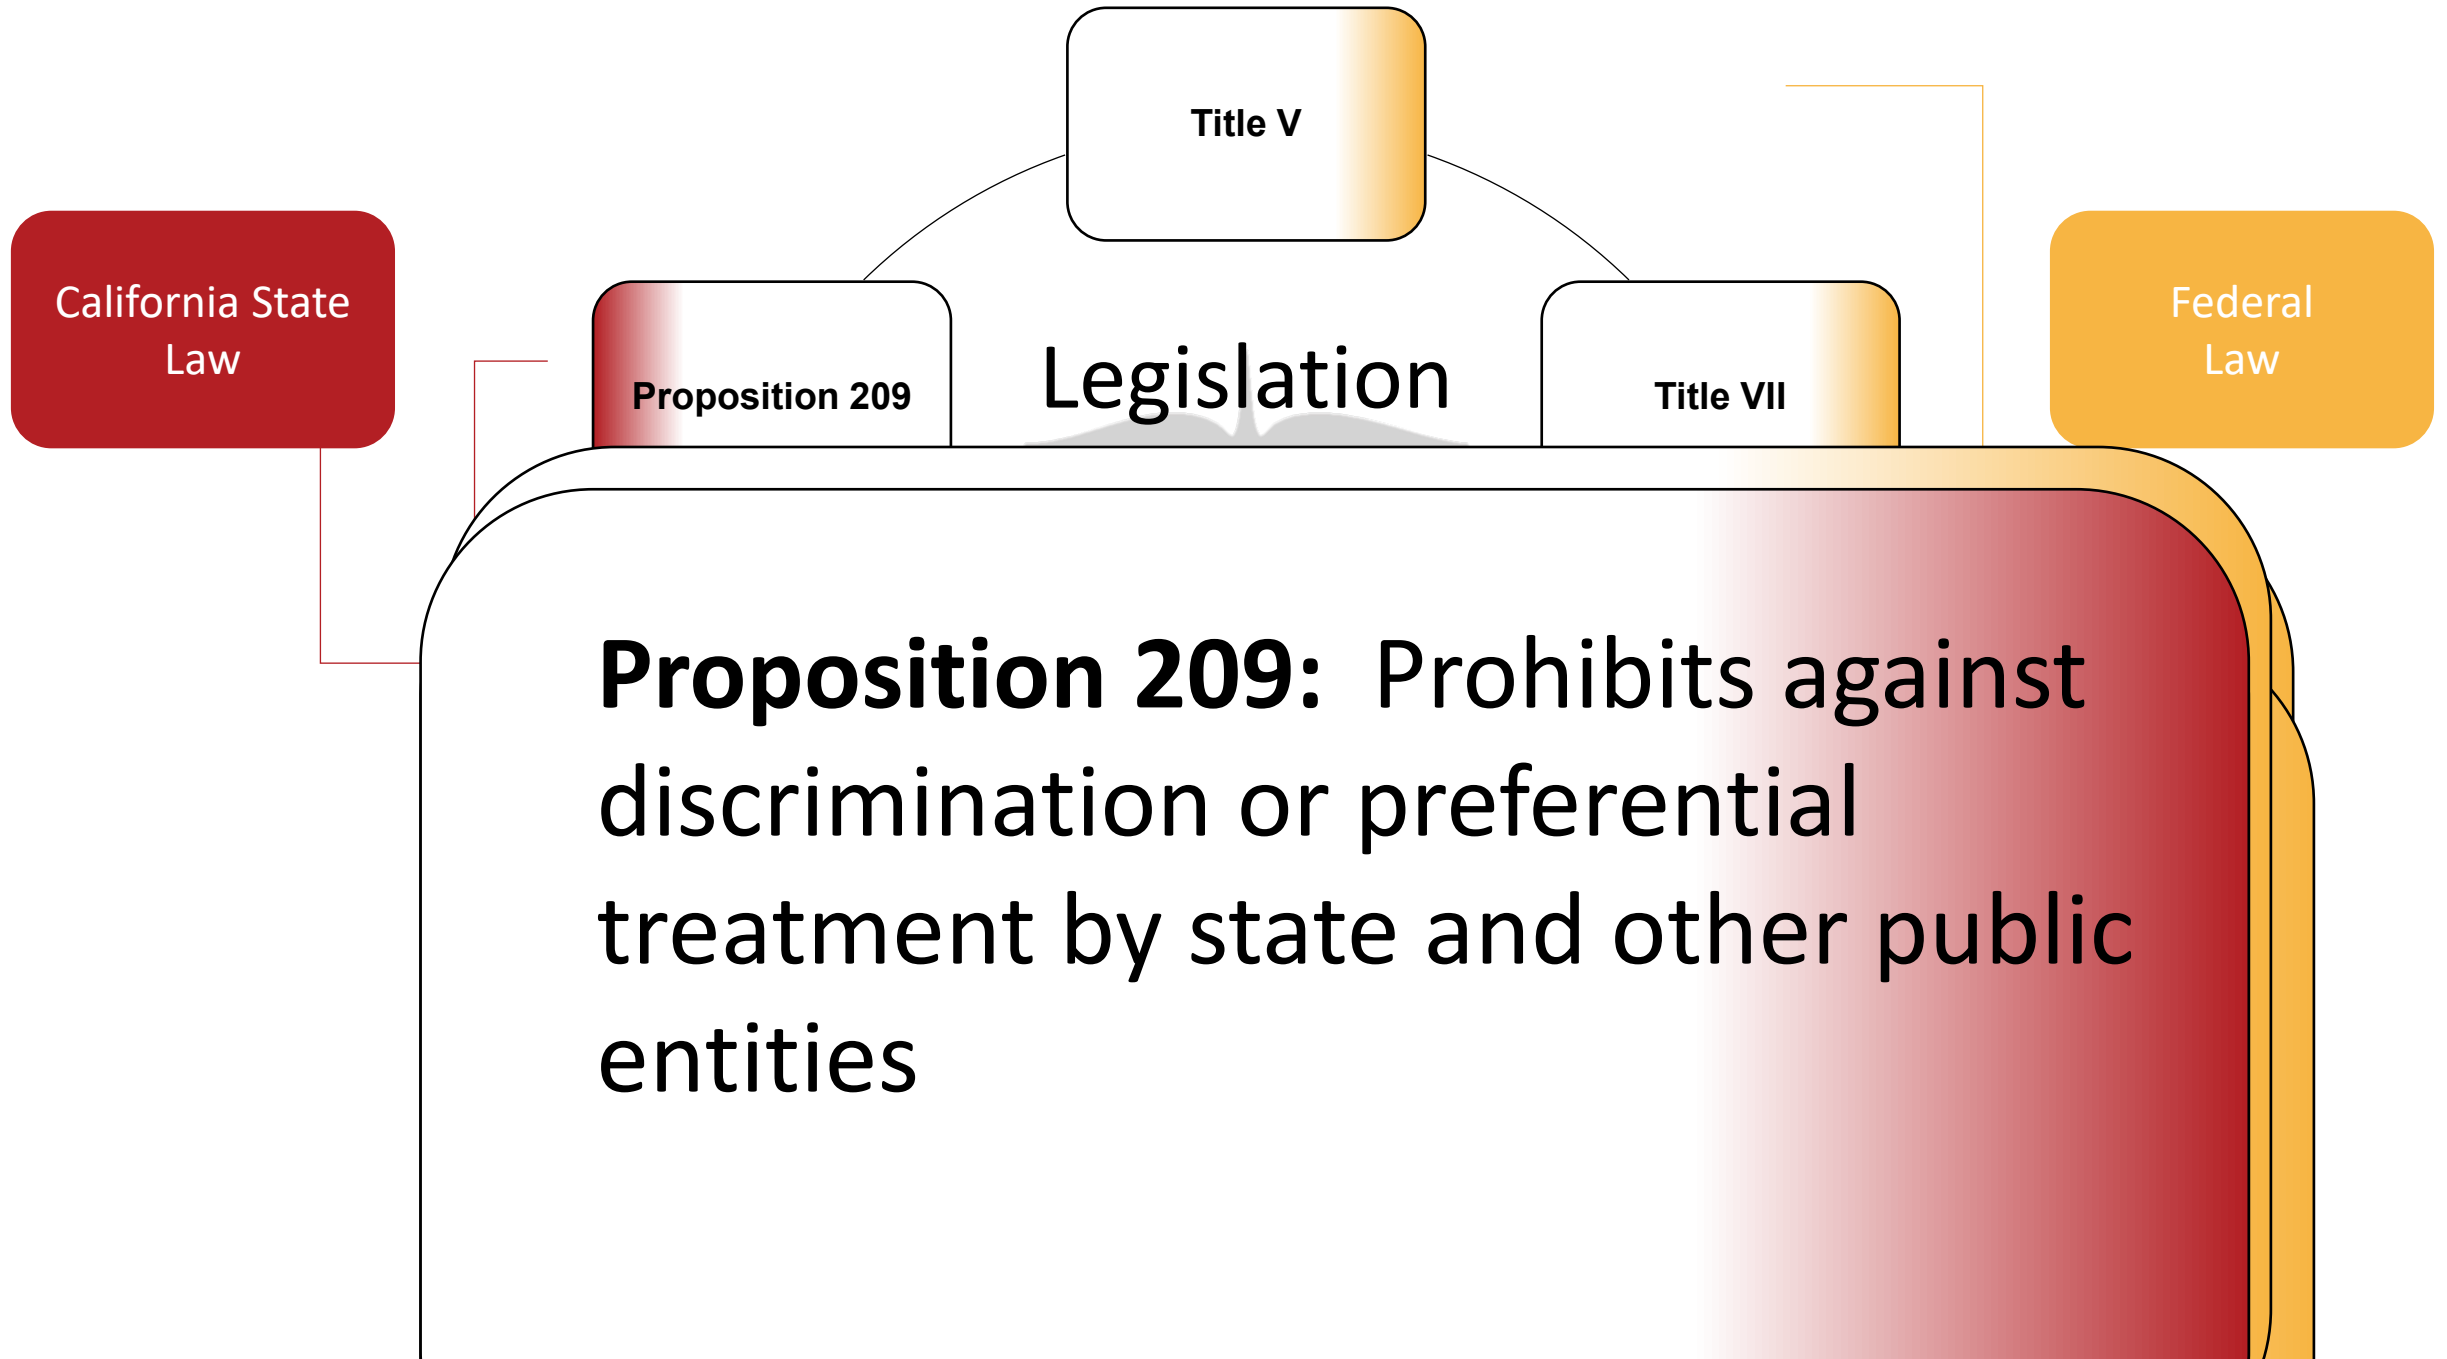 Title V
California State
Law
Federal
Law
Legislation
Proposition 209
Title VII
Proposition 209:  Prohibits against
discrimination or preferential
treatment by state and other public
entities